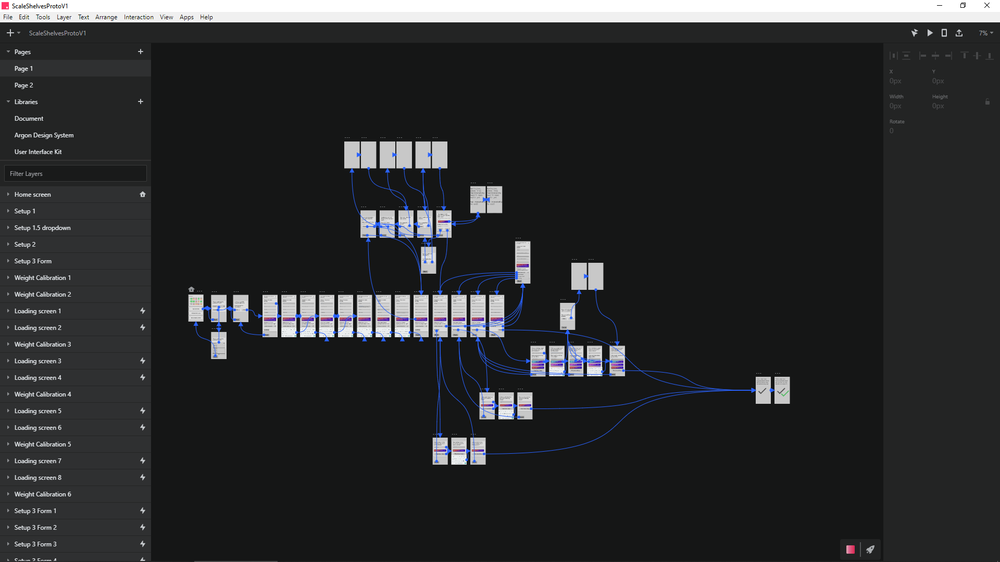 ScaleShelvesProtoV1
File Edit Tools Layer Text Arrange Interaction View Apps Help
ScaleShelvesProtoV1
7%
Pages
Page 1
Page 2
Libraries
Document
Argon Design System
User Interface Kit
Filter Layers
Home screen
Setup 1
Setup 1.5 dropdown
Setup 2
Setup 3 Form
Weight Calibration 1
Weight Calibration 2
Loading screen 1
Loading screen 2
Weight Calibration 3
Loading screen 3
Loading screen 4
Weight Calibration 4
Loading screen 5
Loading screen 6
Weight Calibration 5
Loading screen 7
Loading screen 8
Weight Calibration 6
Setup 3 Form 1
Setup 3 Form 2
Setup 3 Form 3
Setup 3 Form 4
X Y
0px 0px
Width Height
0px 0px
Rotate
0